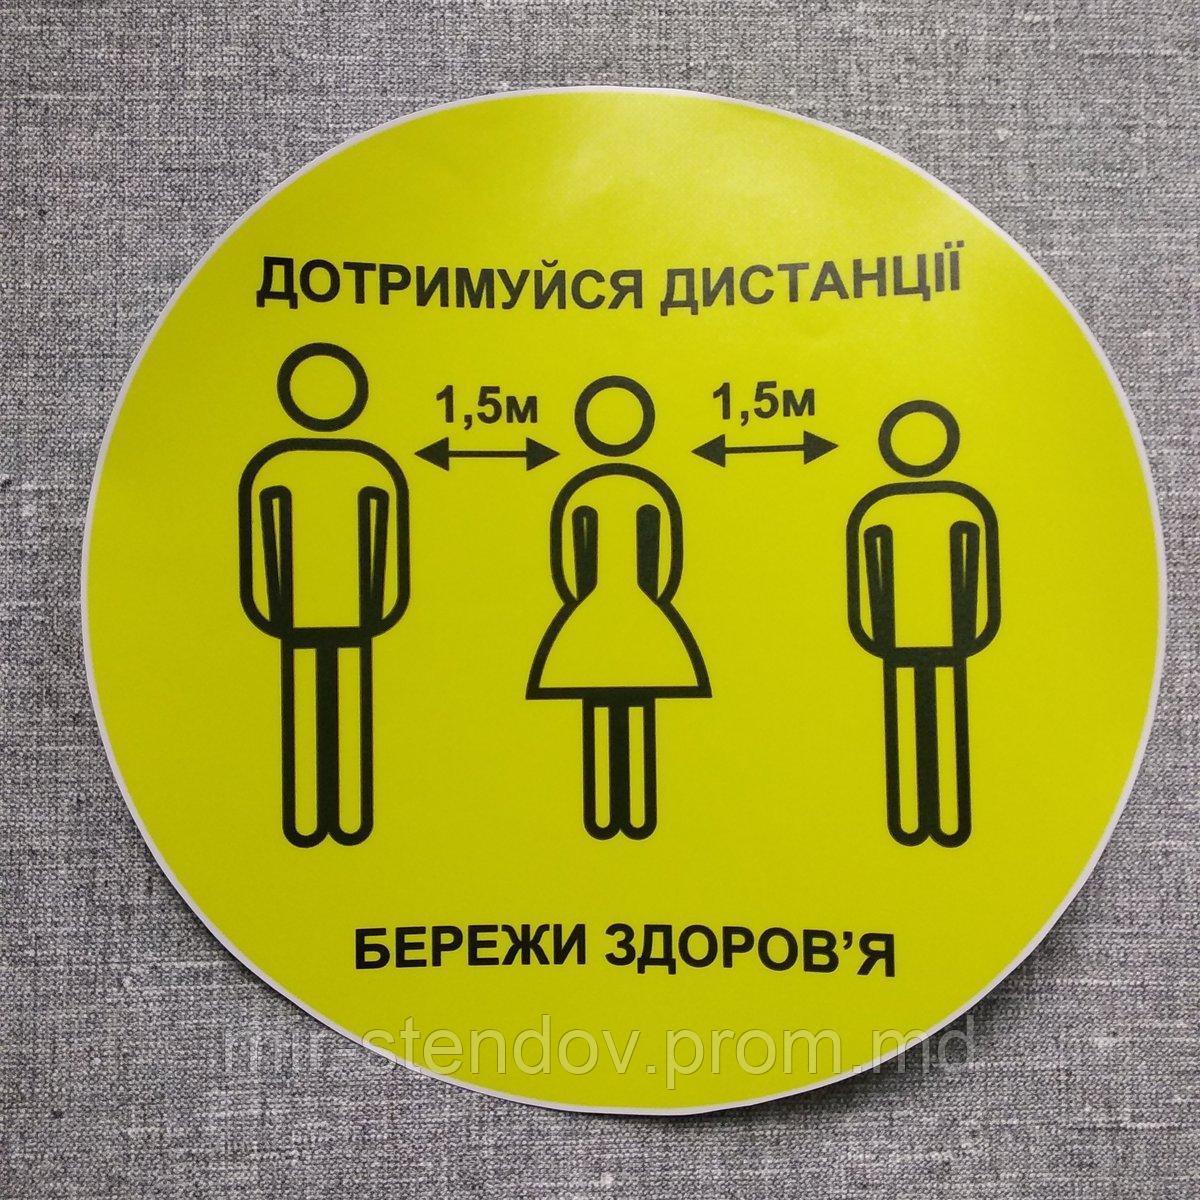 ДОТРИМУЙСЯ ДИСТАНЦІЇ
1,5м 1,5м
БЕРЕЖИ ЗДОРОВ’Я
mir-stendov.prom.md